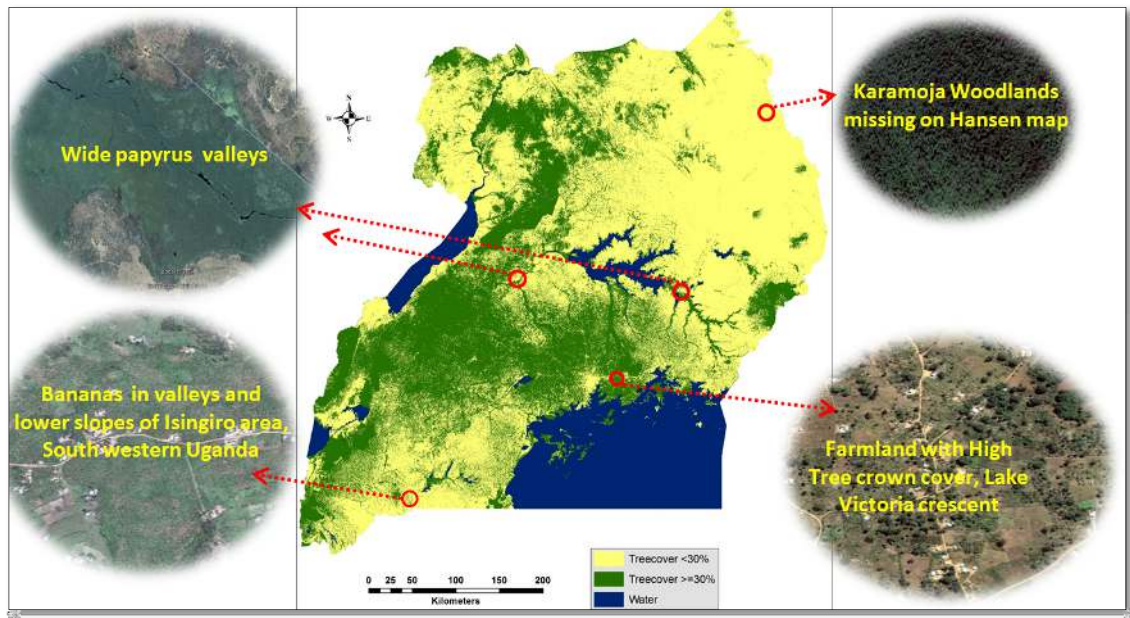 Wide papyrus valleys
Karamoja Woodlands
missing on Hansen map
Bananas in valleys and
lower slopes of Isingiro area,
South western Uganda
Farmland with High
Tree crown cover, Lake
Victoria crescent
Treecover <30%
Treecover >=30%
Water
0 25 50 100 150 200
Kilometers